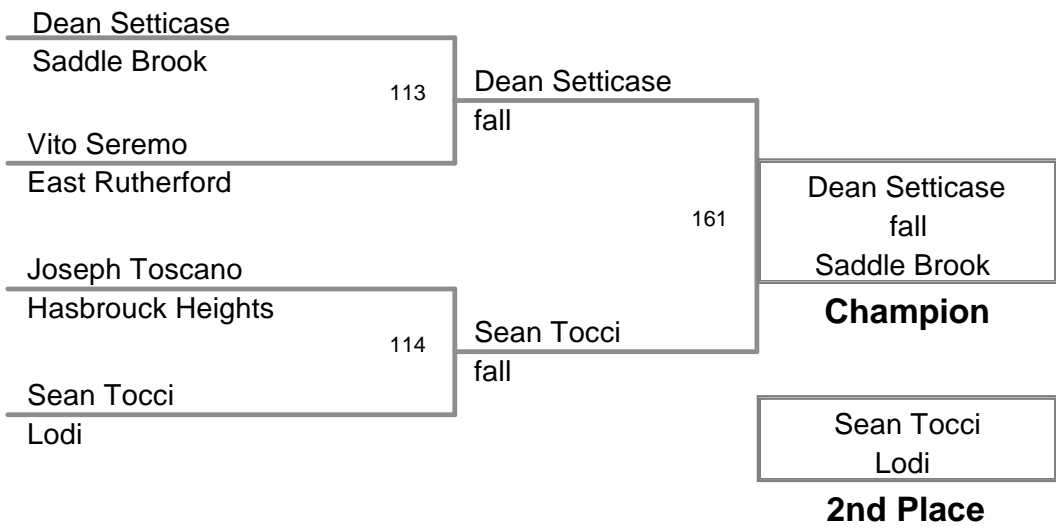 Dean Setticase
Saddle Brook
113
Vito Seremo
East Rutherford
Dean Setticase
fall
Joseph Toscano
Hasbrouck Heights
114
Sean Tocci
Lodi
Sean Tocci
fall
161
Dean Setticase
fall
Saddle Brook
Champion
Sean Tocci
Lodi
2nd Place